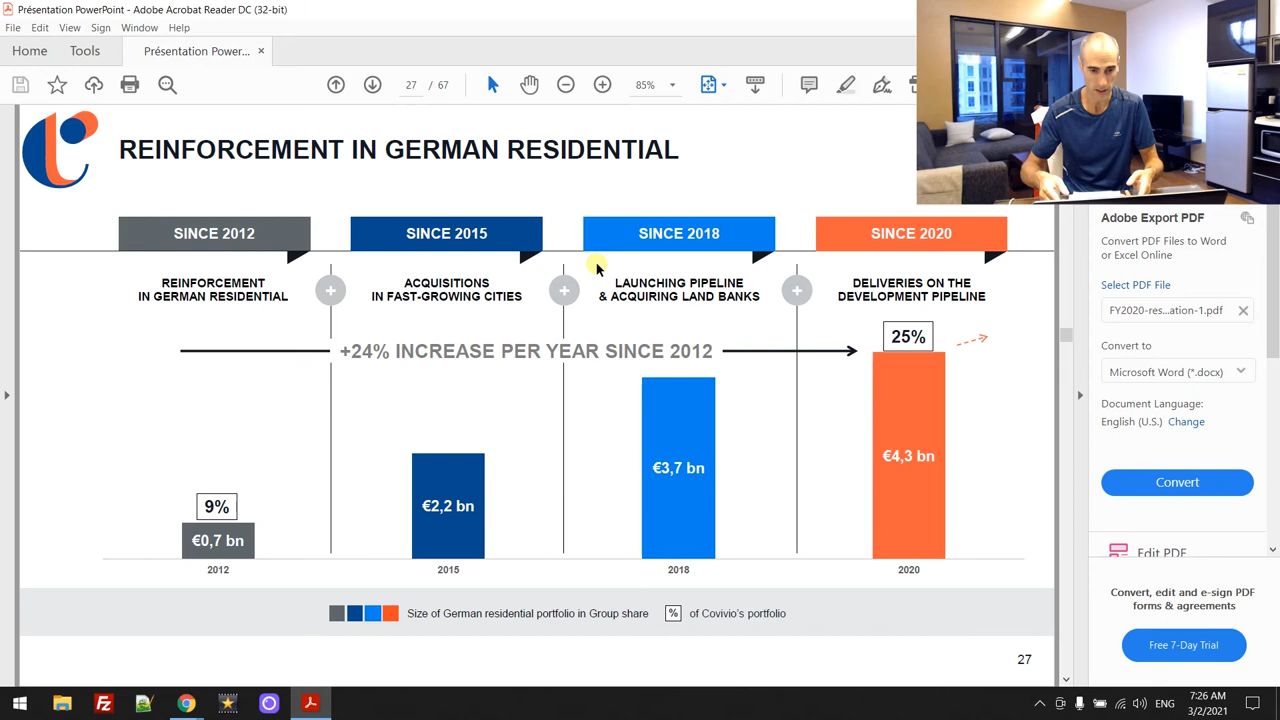 Présentation PowerPoint - Adobe Acrobat Reader DC (32-bit)
File Edit View Sign Window Help
Home Tools Présentation Power... ×
27 / 67 85%
REINFORCEMENT IN GERMAN RESIDENTIAL
SINCE 2012 SINCE 2015 SINCE 2018 SINCE 2020
REINFORCEMENT
IN GERMAN RESIDENTIAL
+
ACQUISITIONS
IN FAST-GROWING CITIES
+
LAUNCHING PIPELINE
& ACQUIRING LAND BANKS
+
DELIVERIES ON THE
DEVELOPMENT PIPELINE
+24% INCREASE PER YEAR SINCE 2012
9%
€0,7 bn
€2,2 bn
€3,7 bn
25%
€4,3 bn
2012 2015 2018 2020
Size of German residential portfolio in Group share % of Covivio's portfolio
27
Adobe Export PDF
Convert PDF Files to Word
or Excel Online
Select PDF File
FY2020-res...ation-1.pdf
Convert to
Microsoft Word (*.docx)
Document Language:
English (U.S.) Change
Convert
Edit PDF
Convert, edit and e-sign PDF
forms & agreements
Free 7-Day Trial
ENG
7:26 AM
3/2/2021